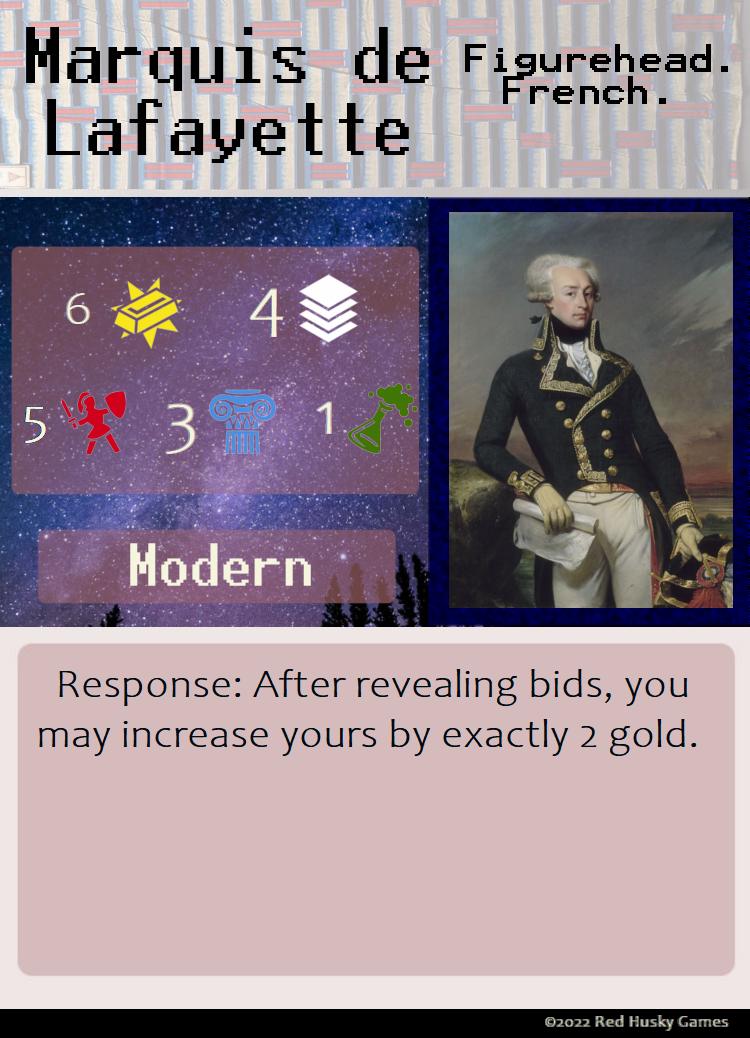 Marquis de
Lafayette
Figurehead.
French.
6 4
5 3 1
Modern
Response: After revealing bids, you
may increase yours by exactly 2 gold.
©2022 Red Husky Games